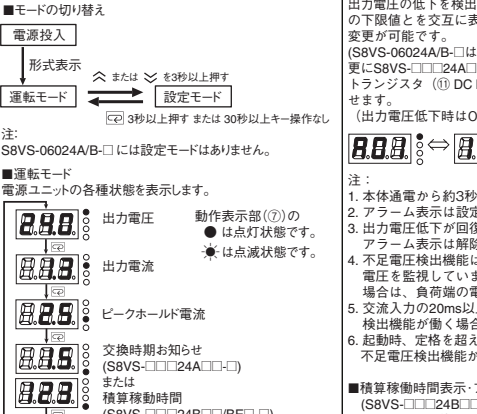 ■モードの切り替え
電源投入
形式表示
または を3秒以上押す
運転モード
設定モード
3秒以上押す または 30秒以上キー操作なし
注:
S8VS-06024A/B-□には設定モードはありません。
■運転モード
電源ユニットの各種状態を表示します。
24.0
出力電圧
動作表示部(⑦)の
● は点灯状態です。
は点滅状態です。
1.3
出力電流
2.5
ピークホールド電流
1.5
交換時期お知らせ
(S8VS-□□□24A□□-□)
または
123
積算稼動時間
(S8VS-□□□24B□□/BE□-□)
出力電圧の低下を検出
の下限値とを交互に表
変更が可能です。
(S8VS-06024A/B-□は
更にS8VS-□□□24A□
トランジスタ(⑪ DC
せます。
(出力電圧低下時はO
A01 ⇔
注:
1. 本体通電から約3秒
2. アラーム表示は設定
3. 出力電圧低下が回復
アラーム表示は解除
4. 不足電圧検出機能は
電圧を監視していま
場合は、負荷端の電
5. 交流入力の20ms以
検出機能が働く場合
6. 起動時、定格を超え
不足電圧検出機能が
■積算稼動時間表示・
(S8VS-□□□24B□□